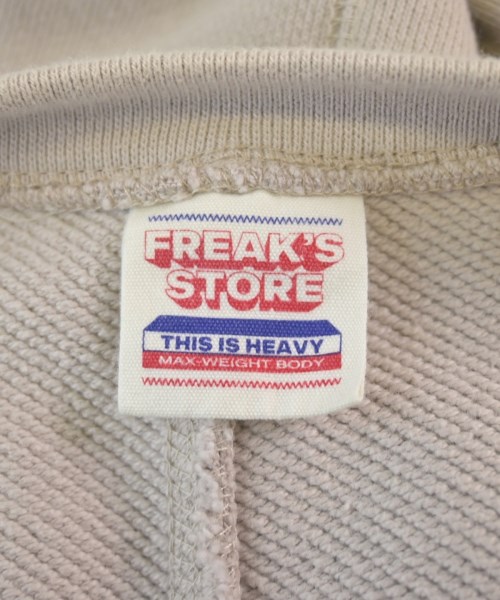 FREAK'S
STORE
THIS IS HEAVY
MAX-WEIGHT BODY